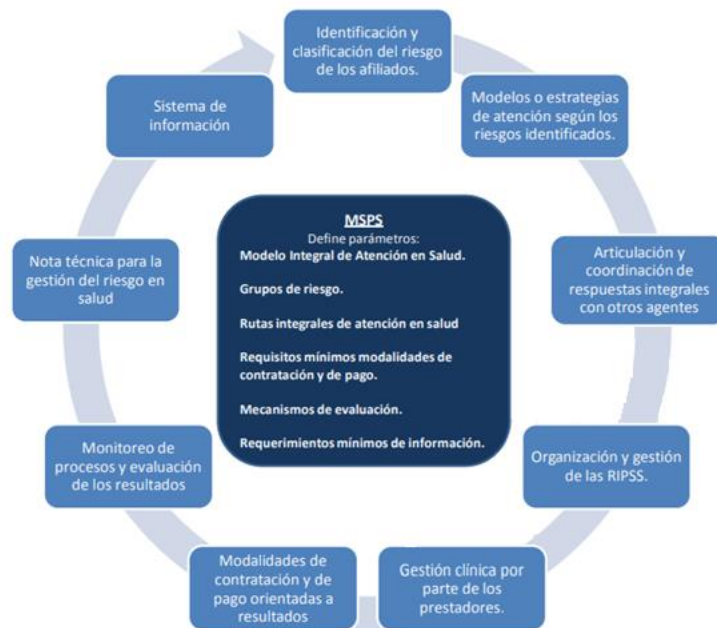 Identificación y
clasificación del riesgo
de los afiliados.
Modelos o estrategias
de atención según los
riesgos identificados.
Articulación y
coordinación de
respuestas integrales
con otros agentes
Organización y gestión
de las RIPSS.
Gestión clínica por
parte de los
prestadores.
Modalidades de
contratación y de
pago orientadas a
resultados
Monitoreo de
procesos y evaluación
de los resultados
Nota técnica para la
gestión del riesgo en
salud
Sistema de
información
MSPS
Define parámetros:
Modelo Integral de Atención en Salud.
Grupos de riesgo.
Rutas integrales de atención en salud
Requisitos mínimos modalidades de
contratación y de pago.
Mecanismos de evaluación.
Requerimientos mínimos de información.